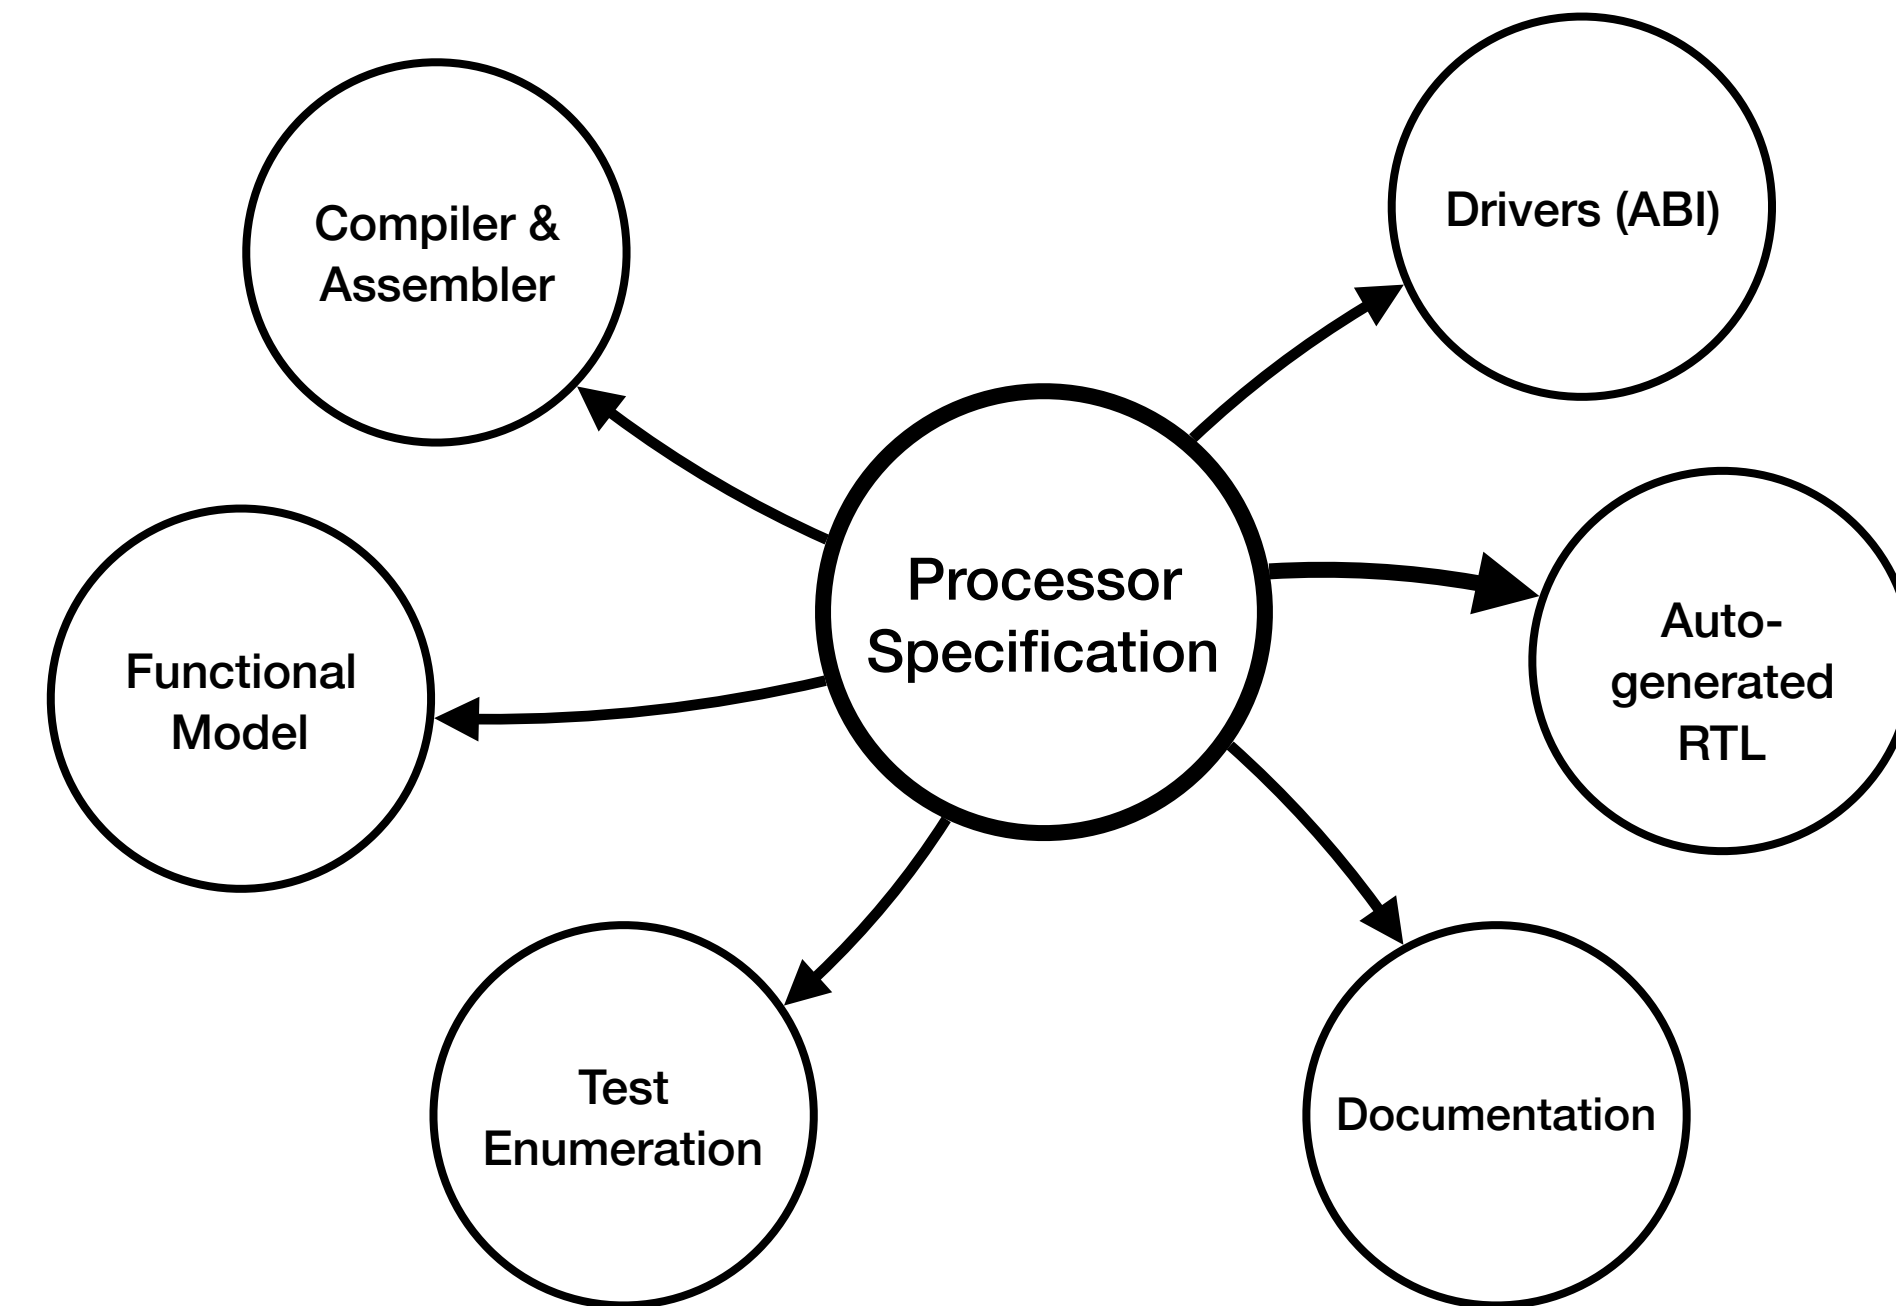 Compiler &
Assembler
Drivers (ABI)
Processor
Specification
Auto-
generated
RTL
Functional
Model
Test
Enumeration
Documentation